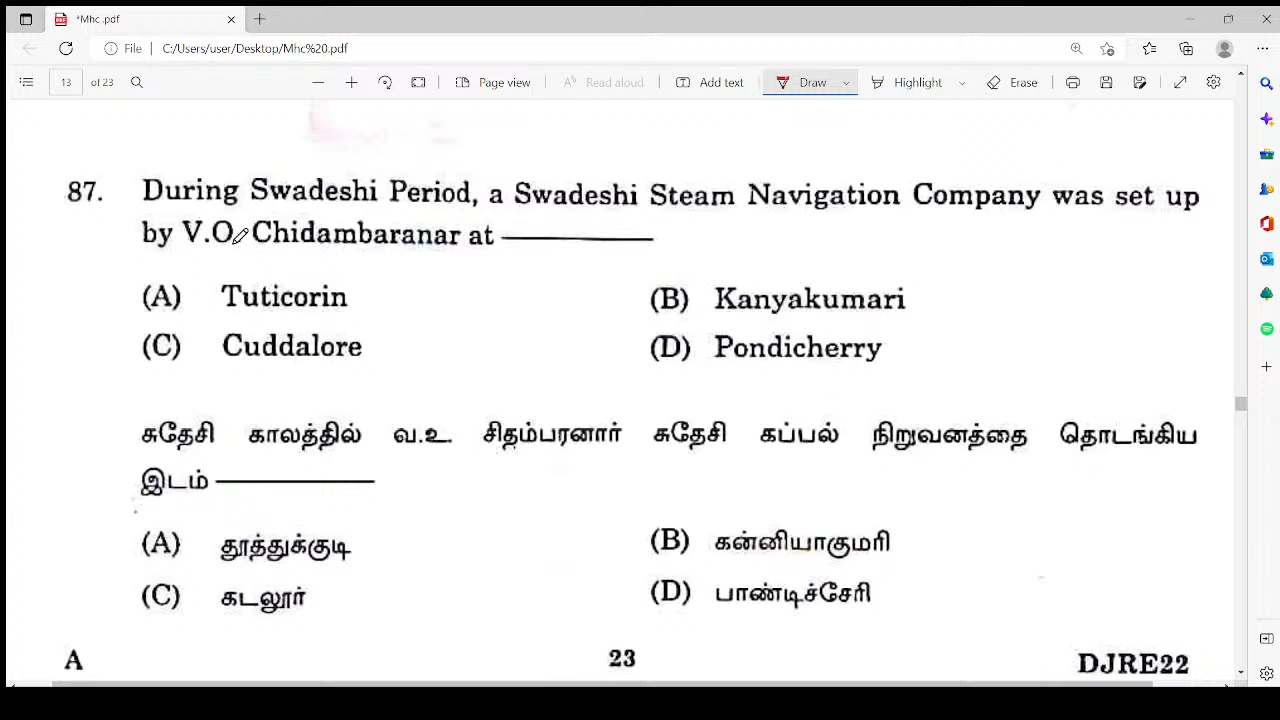 *Mhc .pdf
File
C:/Users/user/Desktop/Mhc%20.pdf
13 of 23
Page view
Read aloud
Add text
Draw
Highlight
Erase
87. During Swadeshi Period, a Swadeshi Steam Navigation Company was set up
by V.O. Chidambaranar at
(A) Tuticorin (B) Kanyakumari
(C) Cuddalore (D) Pondicherry
சுதேசி காலத்தில் வ.உ. சிதம்பரனார் சுதேசி கப்பல் நிறுவனத்தை தொடங்கிய
இடம்
(A) தூத்துக்குடி (B) கன்னியாகுமரி
(C) கடலூர் (D) பாண்டிச்சேரி
A 23 DJRE22